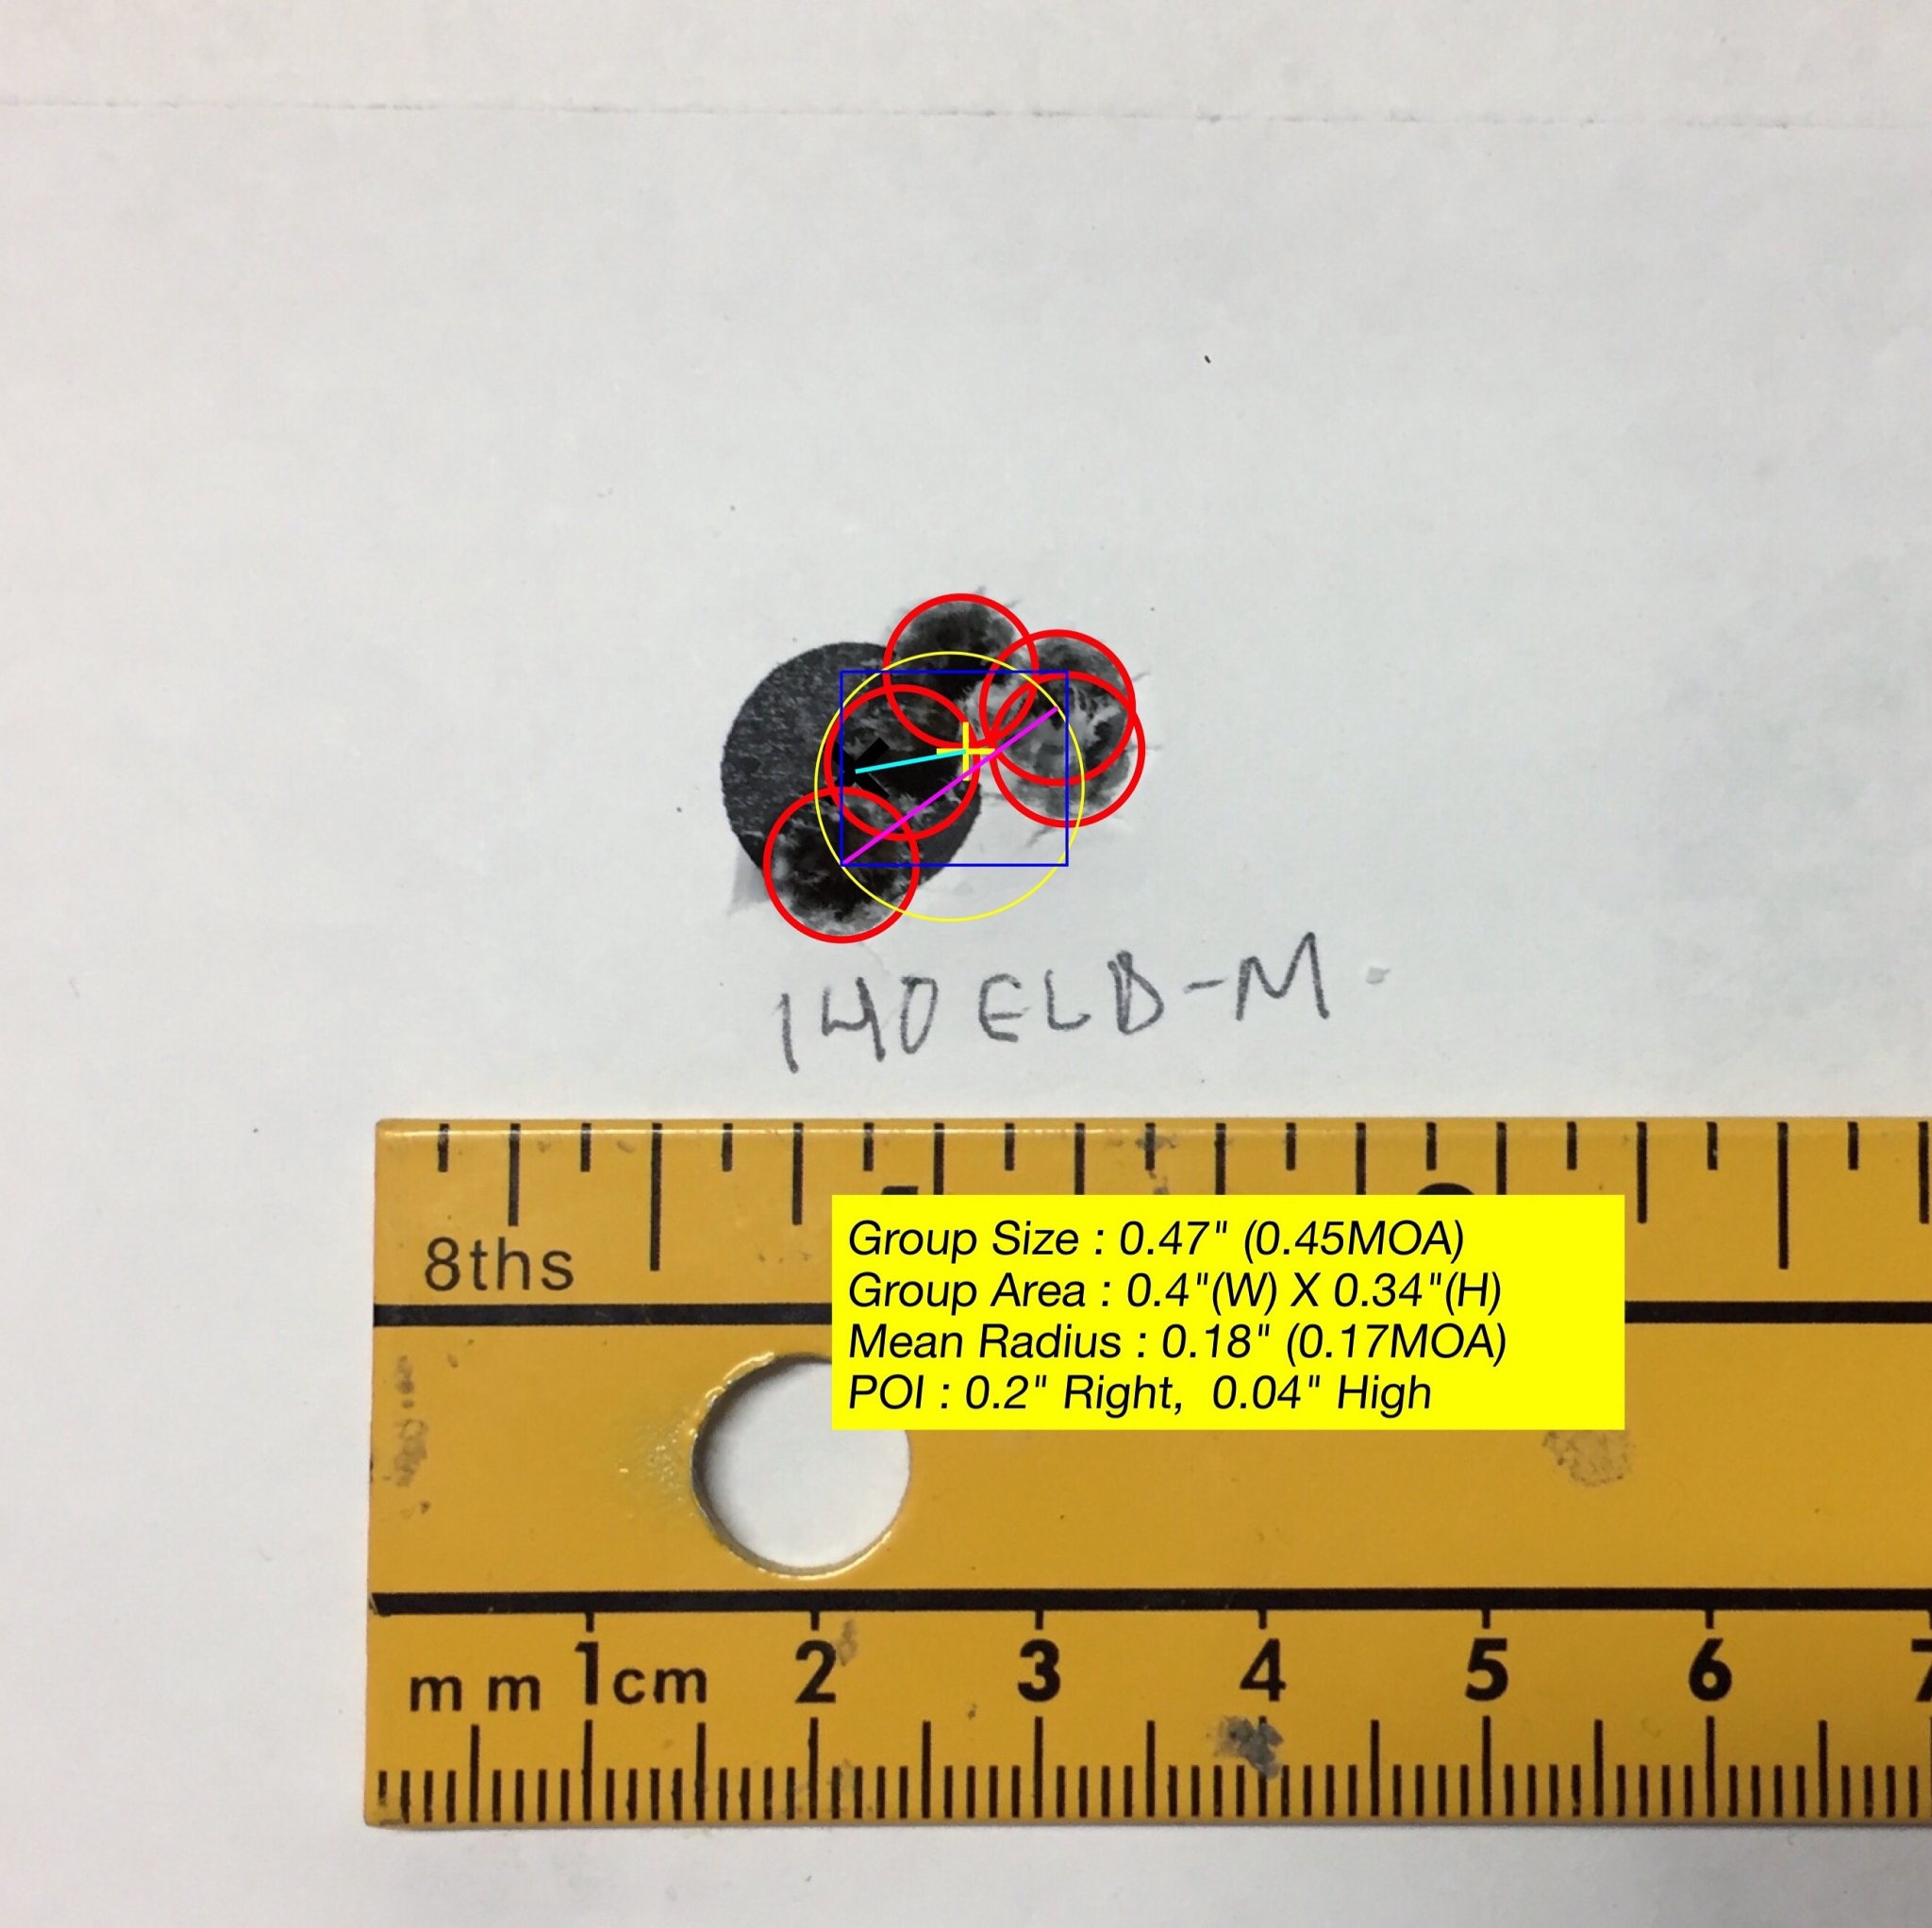 140 ELD-M.
8ths
Group Size : 0.47" (0.45MOA)
Group Area : 0.4"(W) X 0.34"(H)
Mean Radius : 0.18" (0.17MOA)
POI : 0.2" Right, 0.04" High
mm 1cm 2 3 4 5 6 7